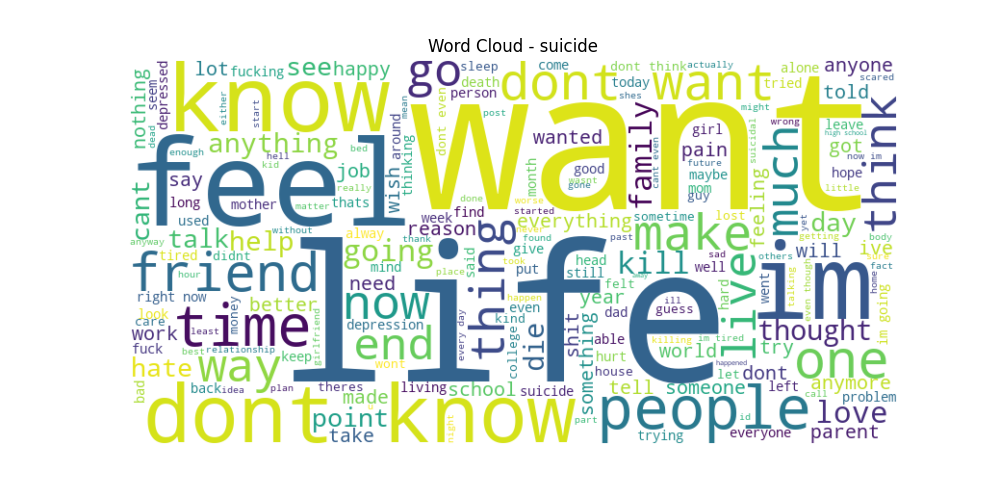 Word Cloud - suicide
nothing
seem
depressed
lot
fucking
see
happy
go
sleep
death
person
come
dont think
actually
today
alone
tried
anyone
scared
told
know
dont want
want
shes
might
wrong
leave
high school
got
now im
hope
little
think
dead
either
start
mean
around
thinking
dont even
post
wanted
family
cant even
girl
pain
future
maybe
mom
guy
suicidal
much
feel
anything
enough
hell
bed
kid
job
really
thats
wish
good
wasnt
gone
month
cant
say
long
mother
matter
used
without
week
reason
done
worse
started
find
everything
never
sometime
lost
feeling
day
yet
getting
body
anyway
talk
help
tired
didnt
alway
going
thank
said
thing
took
found
give
past
make
sad
others
will
ive
sure
friend
hour
mind
place
put
head
still
felt
kill
well
hard
live
went
im
talking
even though
fact
home
im going
right now
better
need
now
happen
even
kind
year
away
ill
guess
look
care
time
money
depression
life
every day
college
die
shit
something
dad
able
world
im tired
thought
work
least
end
house
hurt
killing
happened
try
one
fuck
best
relationship
girlfriend
keep
wont
hate
way
back
idea
plan
theres
living
school
suicide
tell
someone
let
dont
left
call
anymore
problem
bad
made
point
take
night
part
people
id
love
dont know
trying
everyone
parent